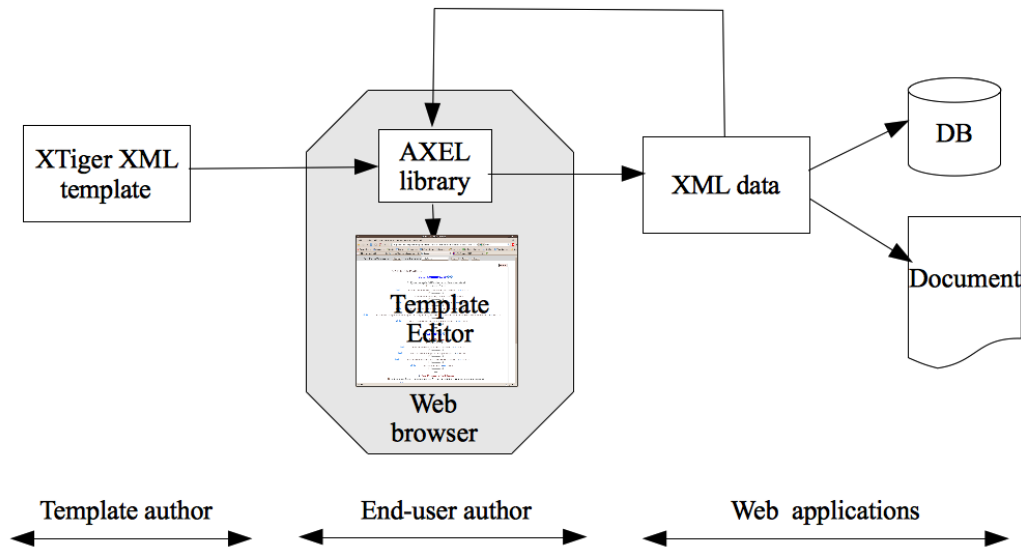 XTiger XML
template
AXEL
library
XML data
DB
Document
Template
Editor
Web
browser
Template author
End-user author
Web applications